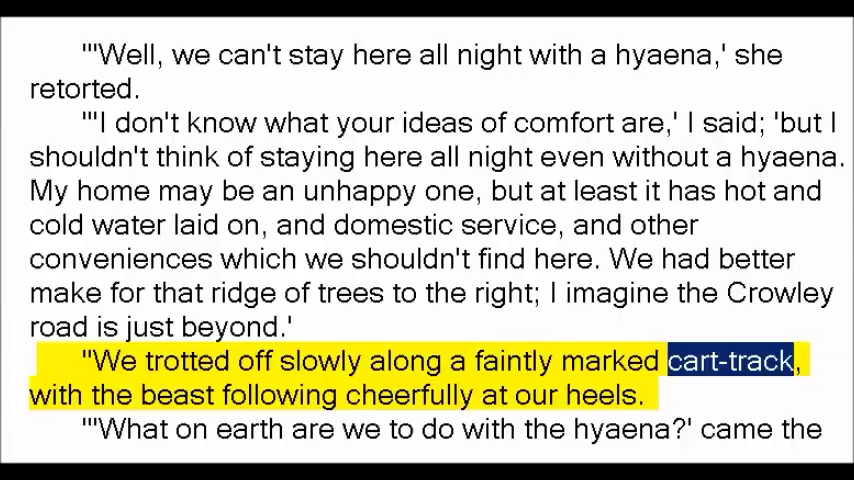 "'Well, we can't stay here all night with a hyaena,' she
retorted.
"'I don't know what your ideas of comfort are,' I said; 'but I
shouldn't think of staying here all night even without a hyaena.
My home may be an unhappy one, but at least it has hot and
cold water laid on, and domestic service, and other
conveniences which we shouldn't find here. We had better
make for that ridge of trees to the right; I imagine the Crowley
road is just beyond.'
"We trotted off slowly along a faintly marked cart-track,
with the beast following cheerfully at our heels.
"'What on earth are we to do with the hyaena?' came the